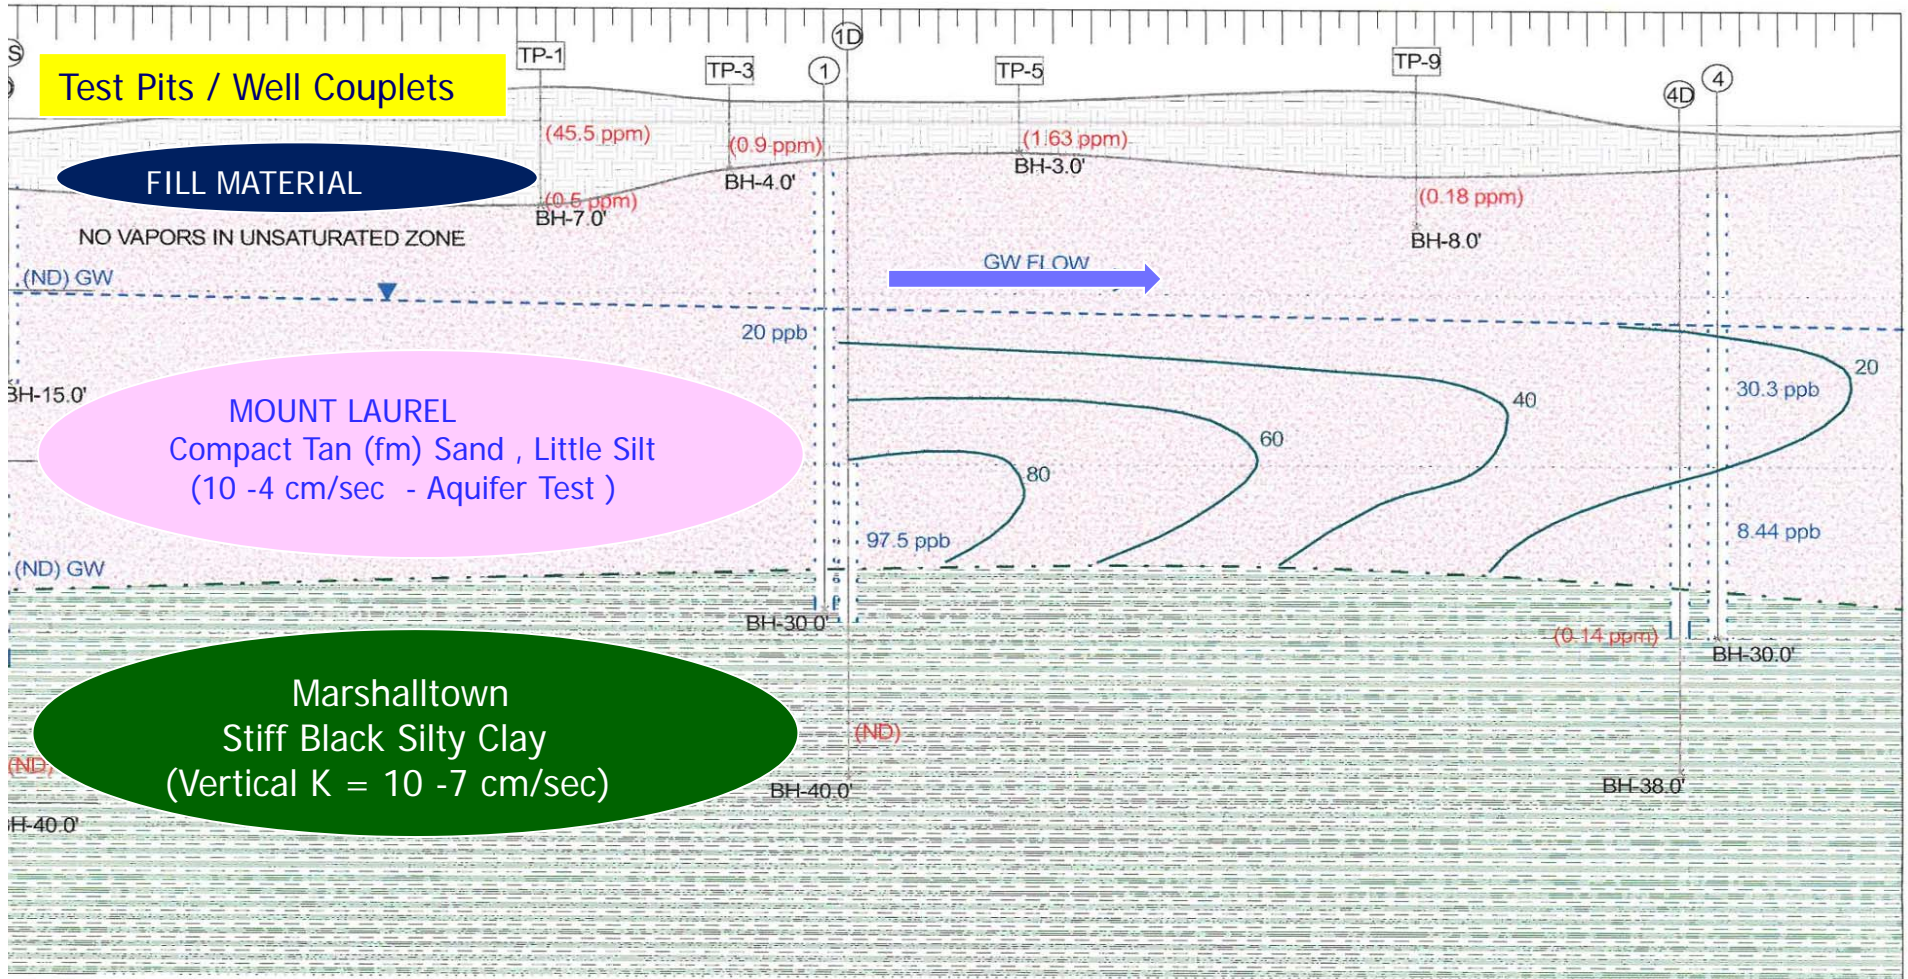 1D
S
TP-1
TP-3
1
TP-5
TP-9
4D
4
Test Pits / Well Couplets
(45.5 ppm)
(0.9 ppm)
(1.63 ppm)
BH-3.0'
FILL MATERIAL
BH-4.0'
(0.5 ppm)
BH-7.0'
(0.18 ppm)
BH-8.0'
NO VAPORS IN UNSATURATED ZONE
GW FLOW
(ND) GW
20 ppb
20
BH-15.0'
40
30.3 ppb
MOUNT LAUREL
Compact Tan (fm) Sand , Little Silt
(10 -4 cm/sec - Aquifer Test )
60
80
97.5 ppb
8.44 ppb
(ND) GW
BH-30.0'
(0.14 ppm)
BH-30.0'
Marshalltown
Stiff Black Silty Clay
(Vertical K = 10 -7 cm/sec)
(ND)
(ND)
BH-40.0'
BH-38.0'
H-40.0'